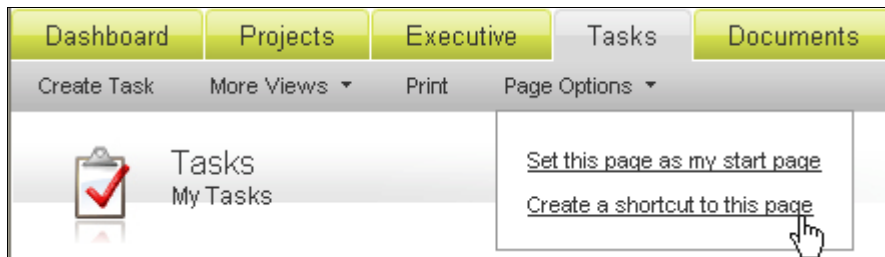 Dashboard Projects Executive Tasks Documents
Create Task More Views Print Page Options
Tasks
My Tasks
Set this page as my start page
Create a shortcut to this page